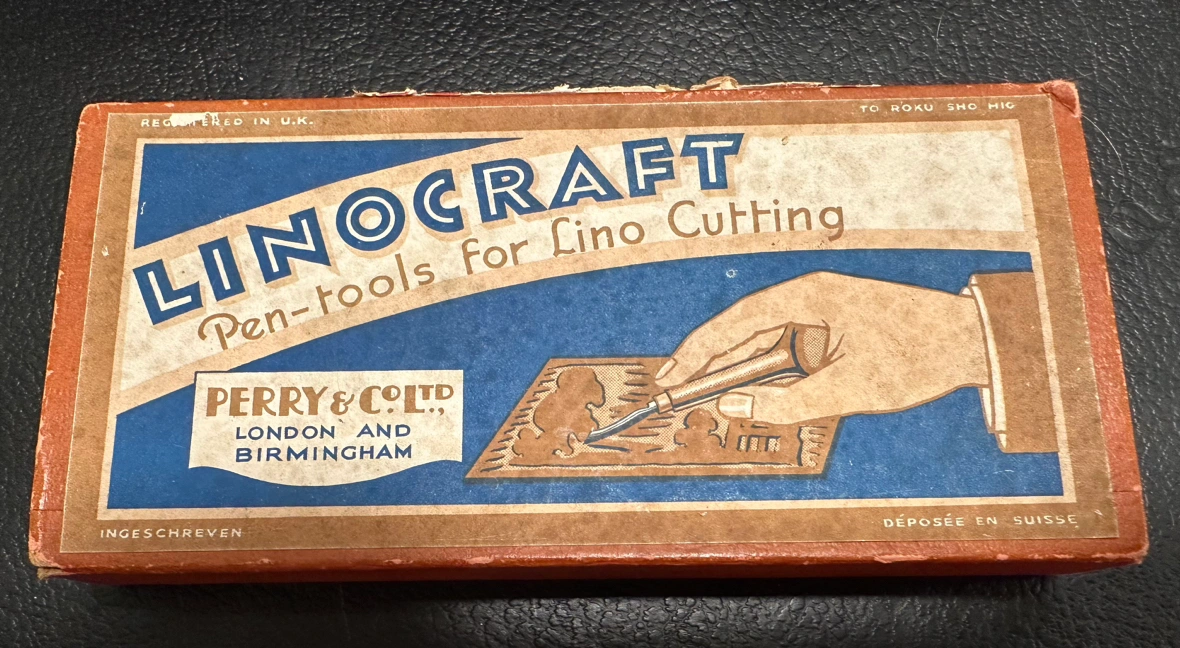 REGISTERED IN U.K.
TO ROKU SHO HIO
LINOCRAFT
Pen-tools for Lino Cutting
PERRY & Co. LTD.,
LONDON AND
BIRMINGHAM
INGESCHREVEN
DÉPOSÉE EN SUISSE